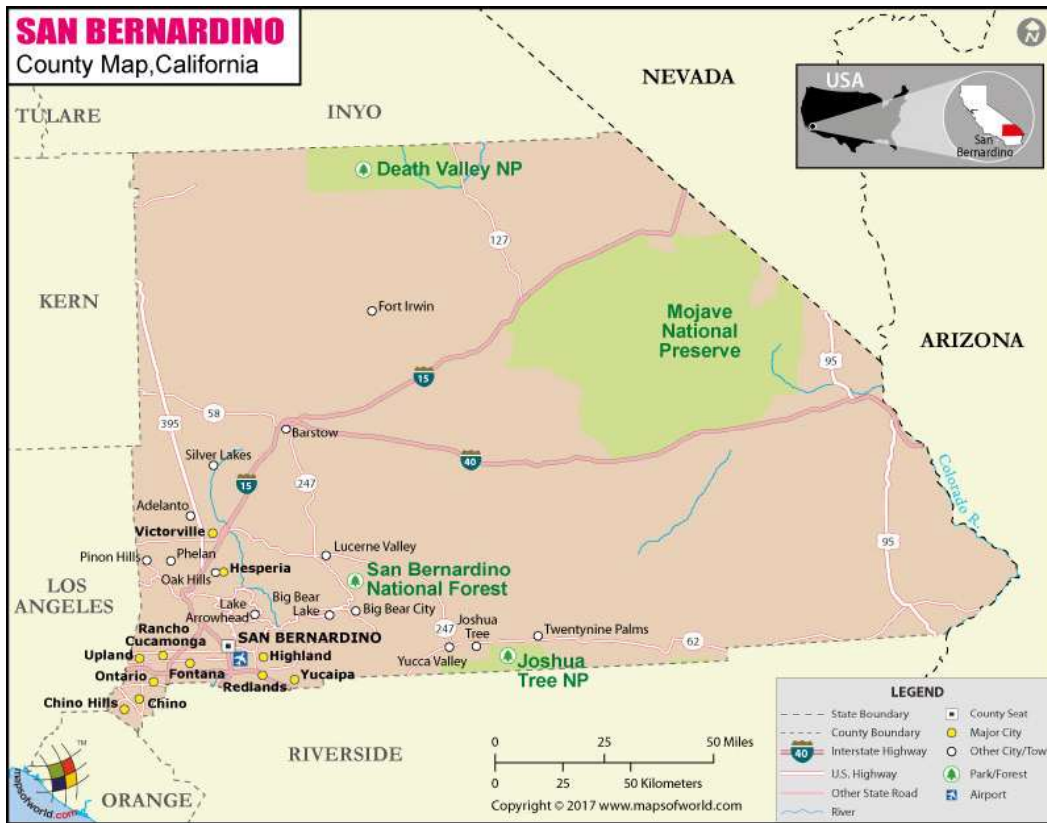 SAN BERNARDINO
County Map,California
N
NEVADA
USA
San
Bernardino
TULARE
INYO
Death Valley NP
127
KERN
Fort Irwin
Mojave
National
Preserve
ARIZONA
95
15
58
395
Barstow
Silver Lakes
40
15
247
Colorado R.
Adelanto
Victorville
95
Lucerne Valley
Pinon Hills
Phelan
Hesperia
Oak Hills
San Bernardino
National Forest
LOS
ANGELES
Lake
Arrowhead
Big Bear
Lake
Big Bear City
Rancho
Cucamonga
SAN BERNARDINO
247
Joshua
Tree
Twentynine Palms
62
Upland
Highland
Yucca Valley
Joshua
Tree NP
Ontario
Fontana
Redlands
Yucaipa
Chino Hills
Chino
RIVERSIDE
ORANGE
TM
mapsofworld.com
0 25 50 Miles
0 25 50 Kilometers
Copyright © 2017 www.mapsofworld.com
LEGEND
State Boundary
County Boundary
40 Interstate Highway
U.S. Highway
Other State Road
River
County Seat
Major City
Other City/Tow
Park/Forest
Airport